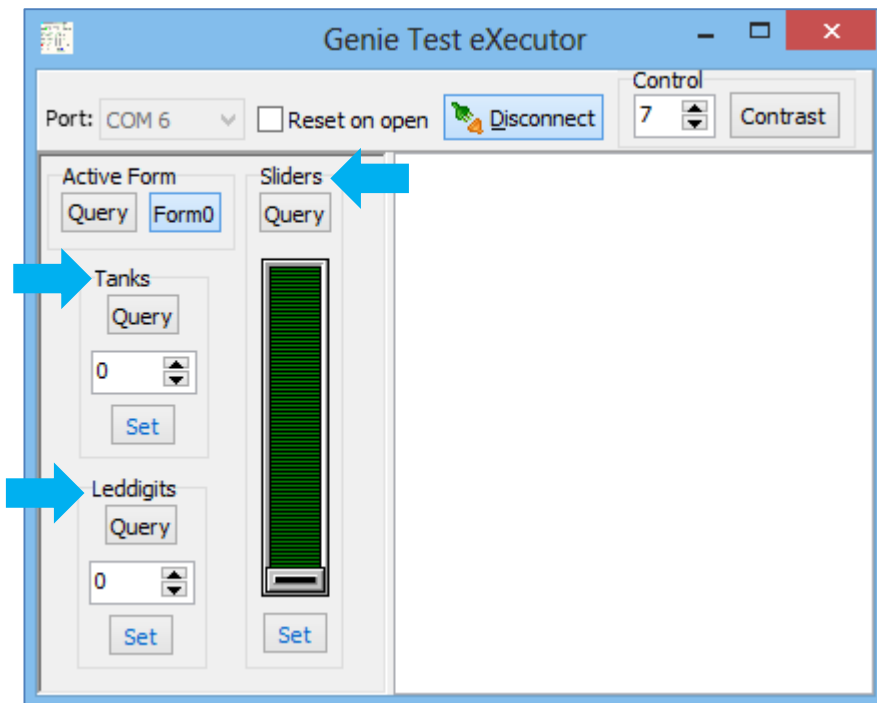 Genie Test eXecutor
Control
Port: COM 6 Reset on open Disconnect 7 Contrast
Active Form Sliders
Query Form0 Query
Tanks
Query
0
Set
Leddigits
Query
0
Set Set